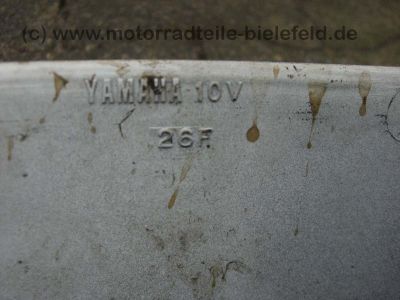 (c) www.motorradteile-bielefeld.de
YAMAHA 10V
26F